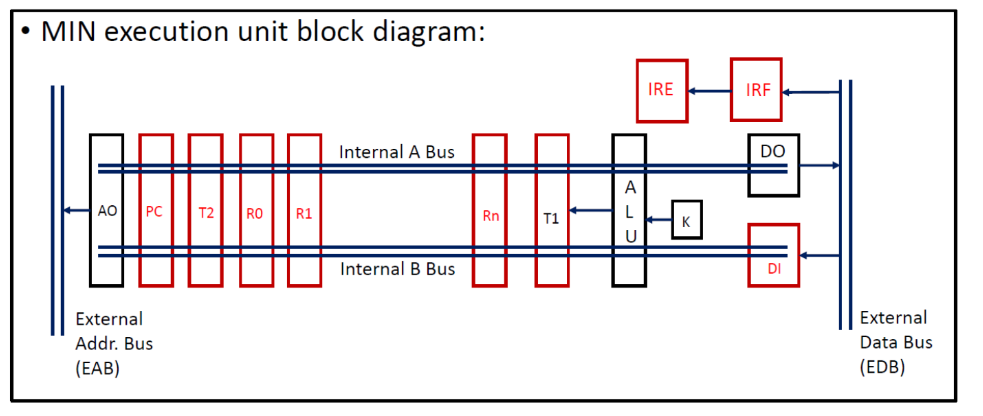 • MIN execution unit block diagram:
IRE
IRF
Internal A Bus
DO
AO
PC
T2
R0
R1
Rn
T1
A
L
U
K
Internal B Bus
DI
External
Addr. Bus
(EAB)
External
Data Bus
(EDB)